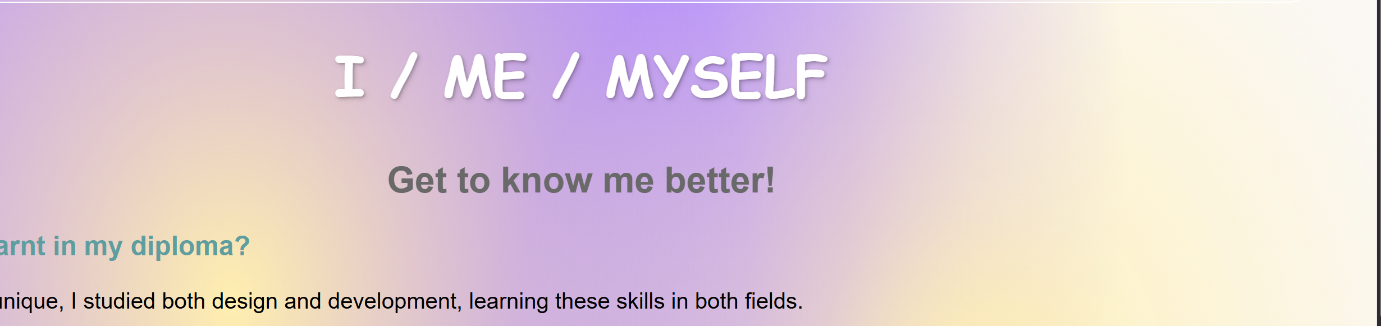 I / ME / MYSELF
Get to know me better!
arnt in my diploma?
unique, I studied both design and development, learning these skills in both fields.